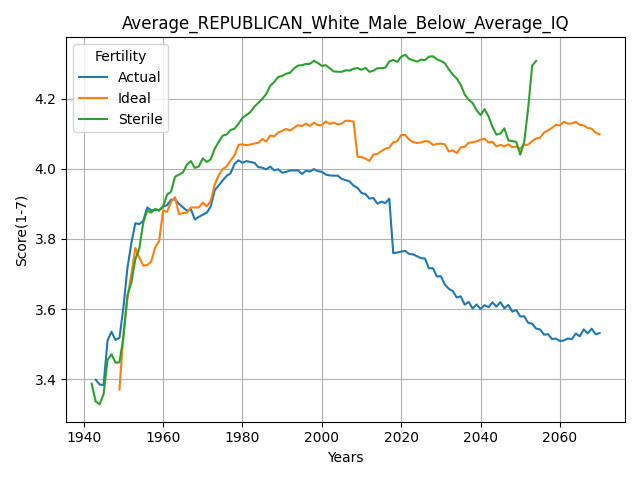 Average_REPUBLICAN_White_Male_Below_Average_IQ
Fertility
Actual
Ideal
Sterile
Score(1-7)
4.2
4.0
3.8
3.6
3.4
1940 1960 1980 2000 2020 2040 2060
Years